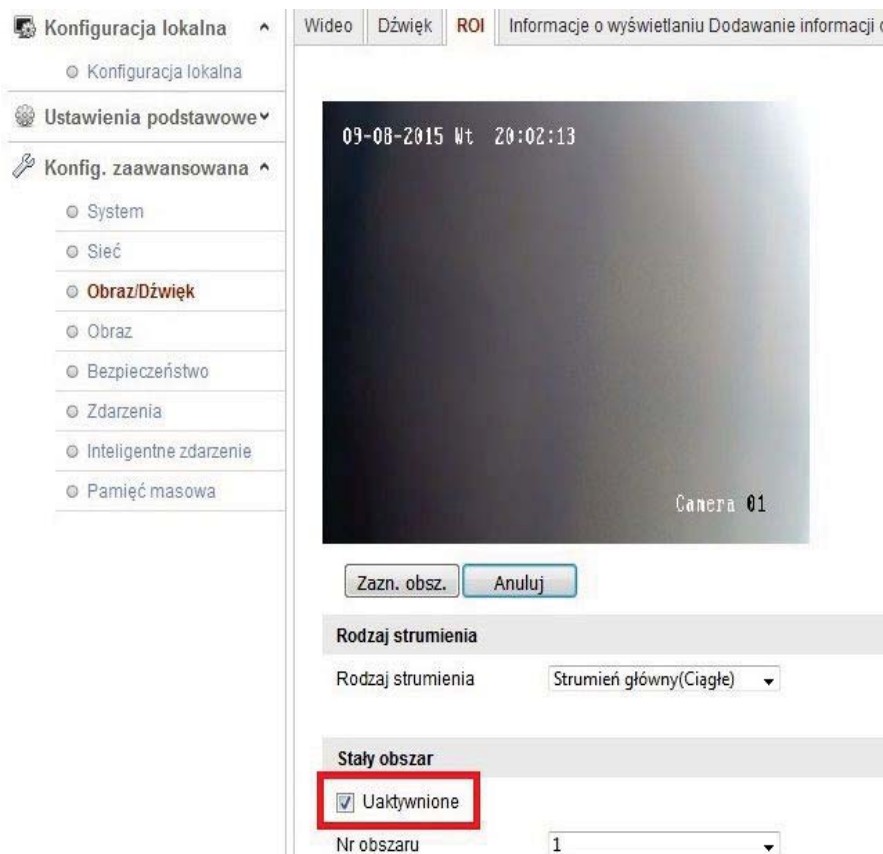 Konfiguracja lokalna
Konfiguracja lokalna
Ustawienia podstawowe
Konfig. zaawansowana
System
Sieć
Obraz/Dźwięk
Obraz
Bezpieczeństwo
Zdarzenia
Inteligentne zdarzenie
Pamięć masowa
Wideo Dźwięk ROI Informacje o wyświetlaniu Dodawanie informacji
09-08-2015 Wt 20:02:13
Camera 01
Zazn. obsz. Anuluj
Rodzaj strumienia
Rodzaj strumienia Strumień główny(Ciągłe)
Stały obszar
Uaktywnione
Nr obszaru 1